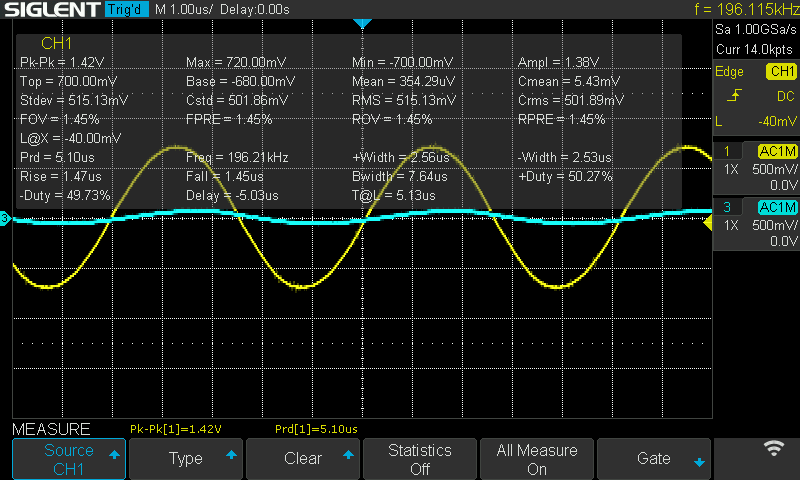 SIGLENT Trig'd M 1.00us/ Delay:0.00s f = 196.115kHz
Sa 1.00GSa/s
Curr 14.0kpts
Edge CH1
DC
L -40mV
1 AC1M
1X 500mV/
0.0V
3 AC1M
1X 500mV/
0.0V
CH1
Pk-Pk = 1.42V Max = 720.00mV Min = -700.00mV Ampl = 1.38V
Top = 700.00mV Base = -680.00mV Mean = 354.29uV Cmean = 5.43mV
Stdev = 515.13mV Cstd = 501.86mV RMS = 515.13mV Crms = 501.89mV
FOV = 1.45% FPRE = 1.45% ROV = 1.45% RPRE = 1.45%
L@X = -40.00mV
Prd = 5.10us Freq = 196.21kHz +Width = 2.56us -Width = 2.53us
Rise = 1.47us Fall = 1.45us Bwidth = 7.64us +Duty = 50.27%
-Duty = 49.73% Delay = -5.03us T@L = 5.13us
3
MEASURE Pk-Pk[1]=1.42V Prd[1]=5.10us
Source
CH1
Type
Clear
Statistics
Off
All Measure
On
Gate